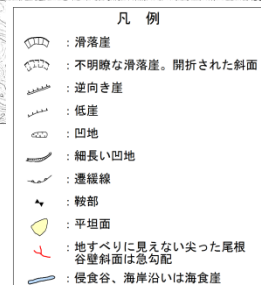 凡 例
：滑落崖
：不明瞭な滑落崖。開折された斜面
：逆向き崖
：低崖
：凹地
：細長い凹地
：遷緩線
：鞍部
：平坦面
：地すべりに見えない尖った尾根
谷壁斜面は急勾配
：侵食谷、海岸沿いは海食崖